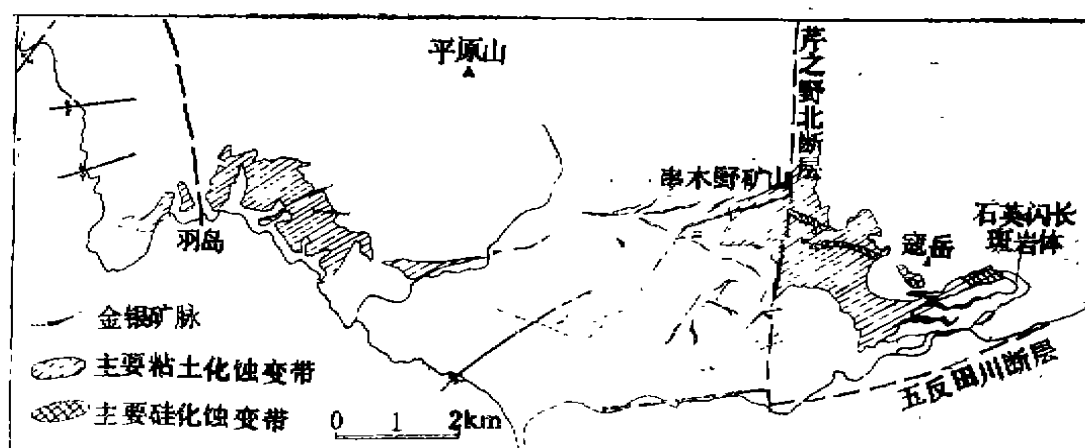 平原山
芹之野北断层
串木野矿山
石英闪长
斑岩体
冠岳
羽岛
金银矿脉
主要粘土化蚀变带
主要硅化蚀变带
0 1 2km
五反田川断层